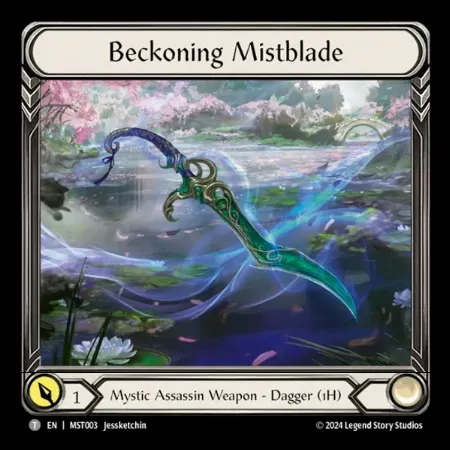 Beckoning Mistblade
1
Mystic Assassin Weapon - Dagger (1H)
T EN | MST003 Jessketchin
© 2024 Legend Story Studios